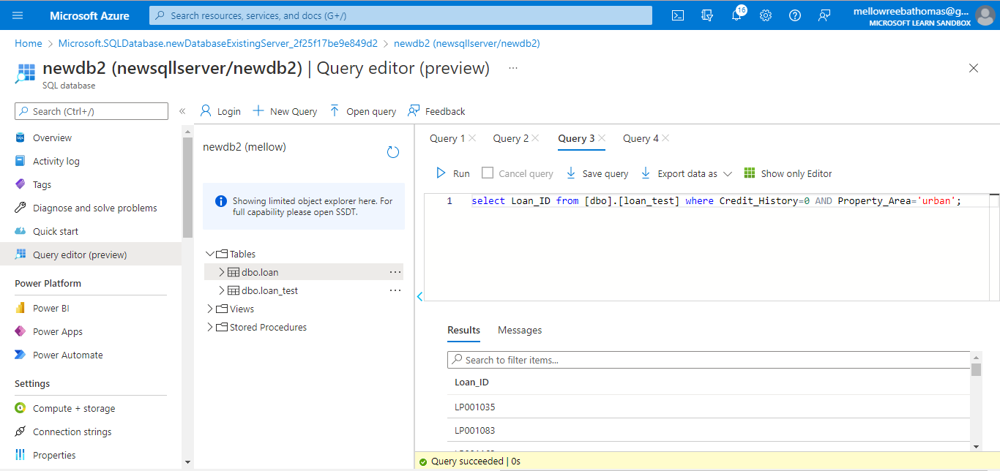 Microsoft Azure
Search resources, services, and docs (G+/)
16
mellowreebathomas@g...
MICROSOFT LEARN SANDBOX
Home > Microsoft.SQLDatabase.newDatabaseExistingServer_2f25f17be9e849d2 > newdb2 (newsqllserver/newdb2)
newdb2 (newsqllserver/newdb2) | Query editor (preview) ...
SQL database
Search (Ctrl+/)
«
Login
New Query
Open query
Feedback
Overview
Activity log
Tags
Diagnose and solve problems
Quick start
Query editor (preview)
Power Platform
Power BI
Power Apps
Power Automate
Settings
Compute + storage
Connection strings
Properties
newdb2 (mellow)
Showing limited object explorer here. For
full capability please open SSDT.
Tables
dbo.loan ...
dbo.loan_test ...
Views
Stored Procedures
Query 1 Query 2 Query 3 Query 4
Run Cancel query Save query Export data as Show only Editor
1 select Loan_ID from [dbo].[loan_test] where Credit_History=0 AND Property_Area='urban';
Results Messages
Search to filter items...
Loan_ID
LP001035
LP001083
Query succeeded | 0s